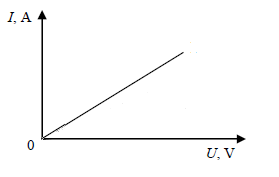 I, A
0
U, V